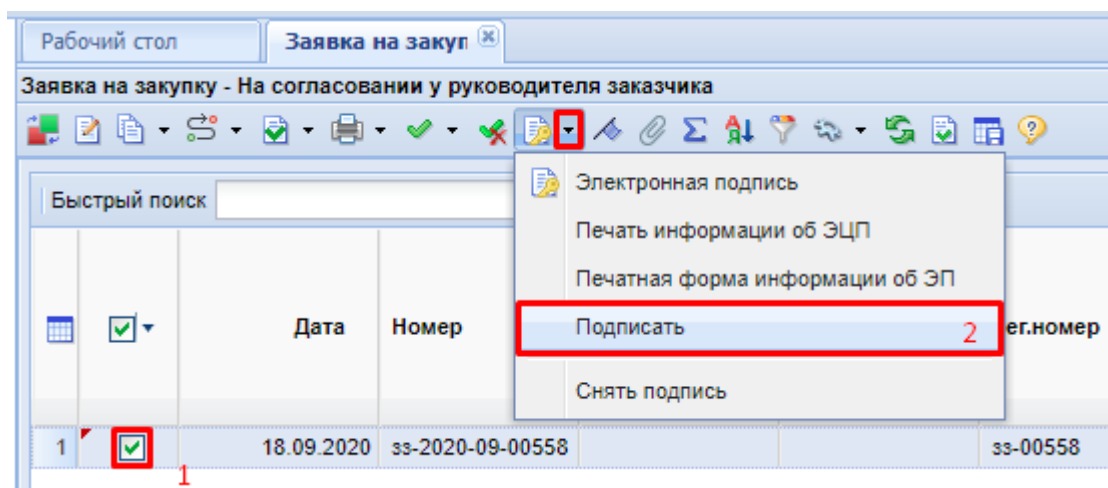 Рабочий стол
Заявка на закуп
Заявка на закупку - На согласовании у руководителя заказчика
Быстрый поиск
Электронная подпись
Печать информации об ЭЦП
Печатная форма информации об ЭП
Дата Номер Подписать 2 ег.номер
Снять подпись
1 18.09.2020 зз-2020-09-00558 зз-00558
1